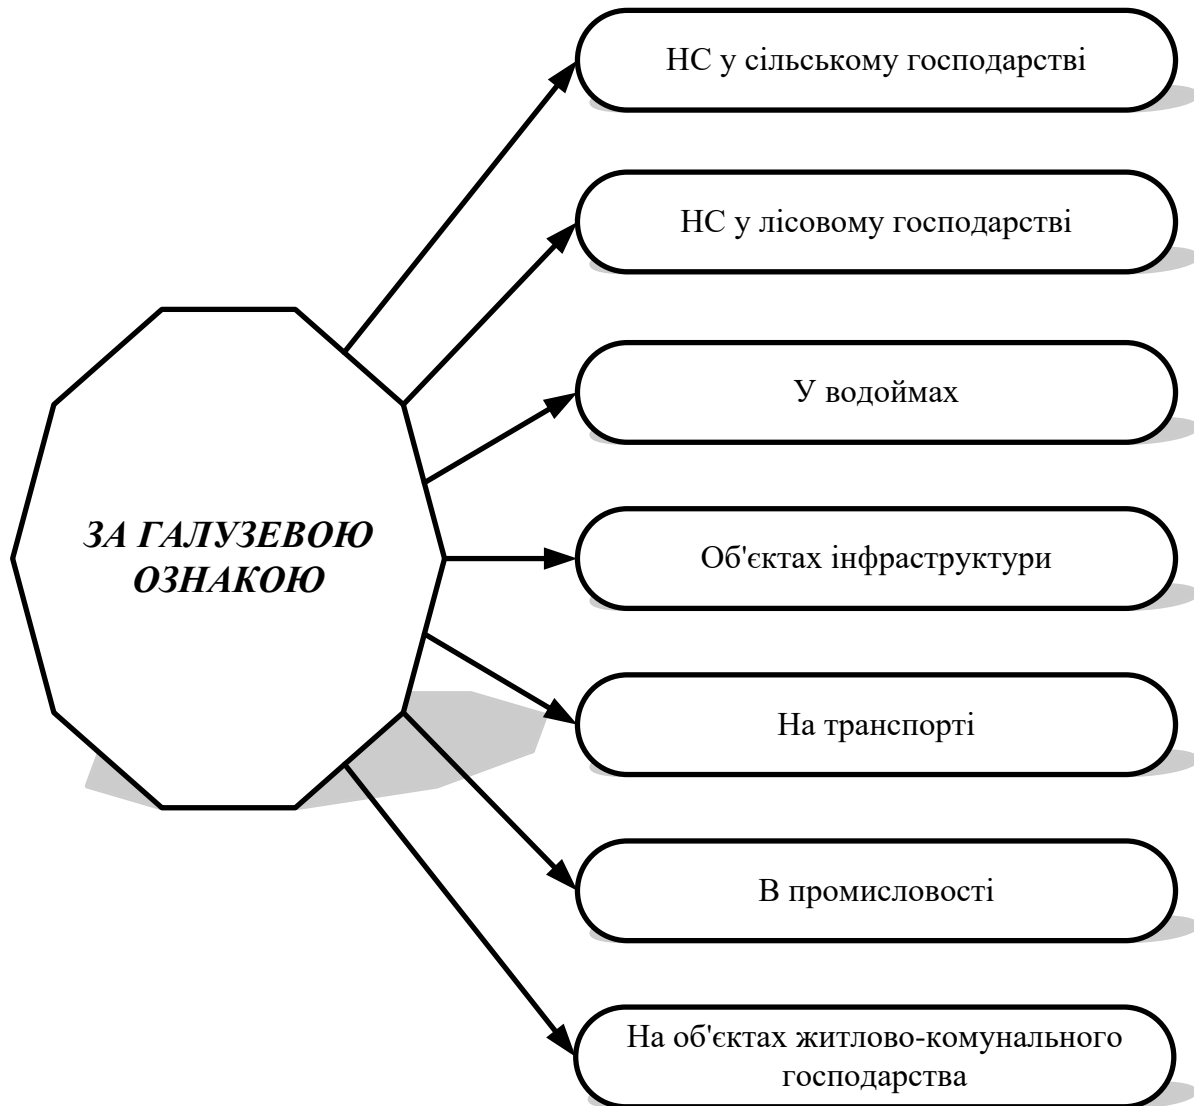 НС у сільському господарстві
НС у лісовому господарстві
У водоймах
ЗА ГАЛУЗЕВОЮ
ОЗНАКОЮ
Об'єктах інфраструктури
На транспорті
В промисловості
На об'єктах житлово-комунального
господарства